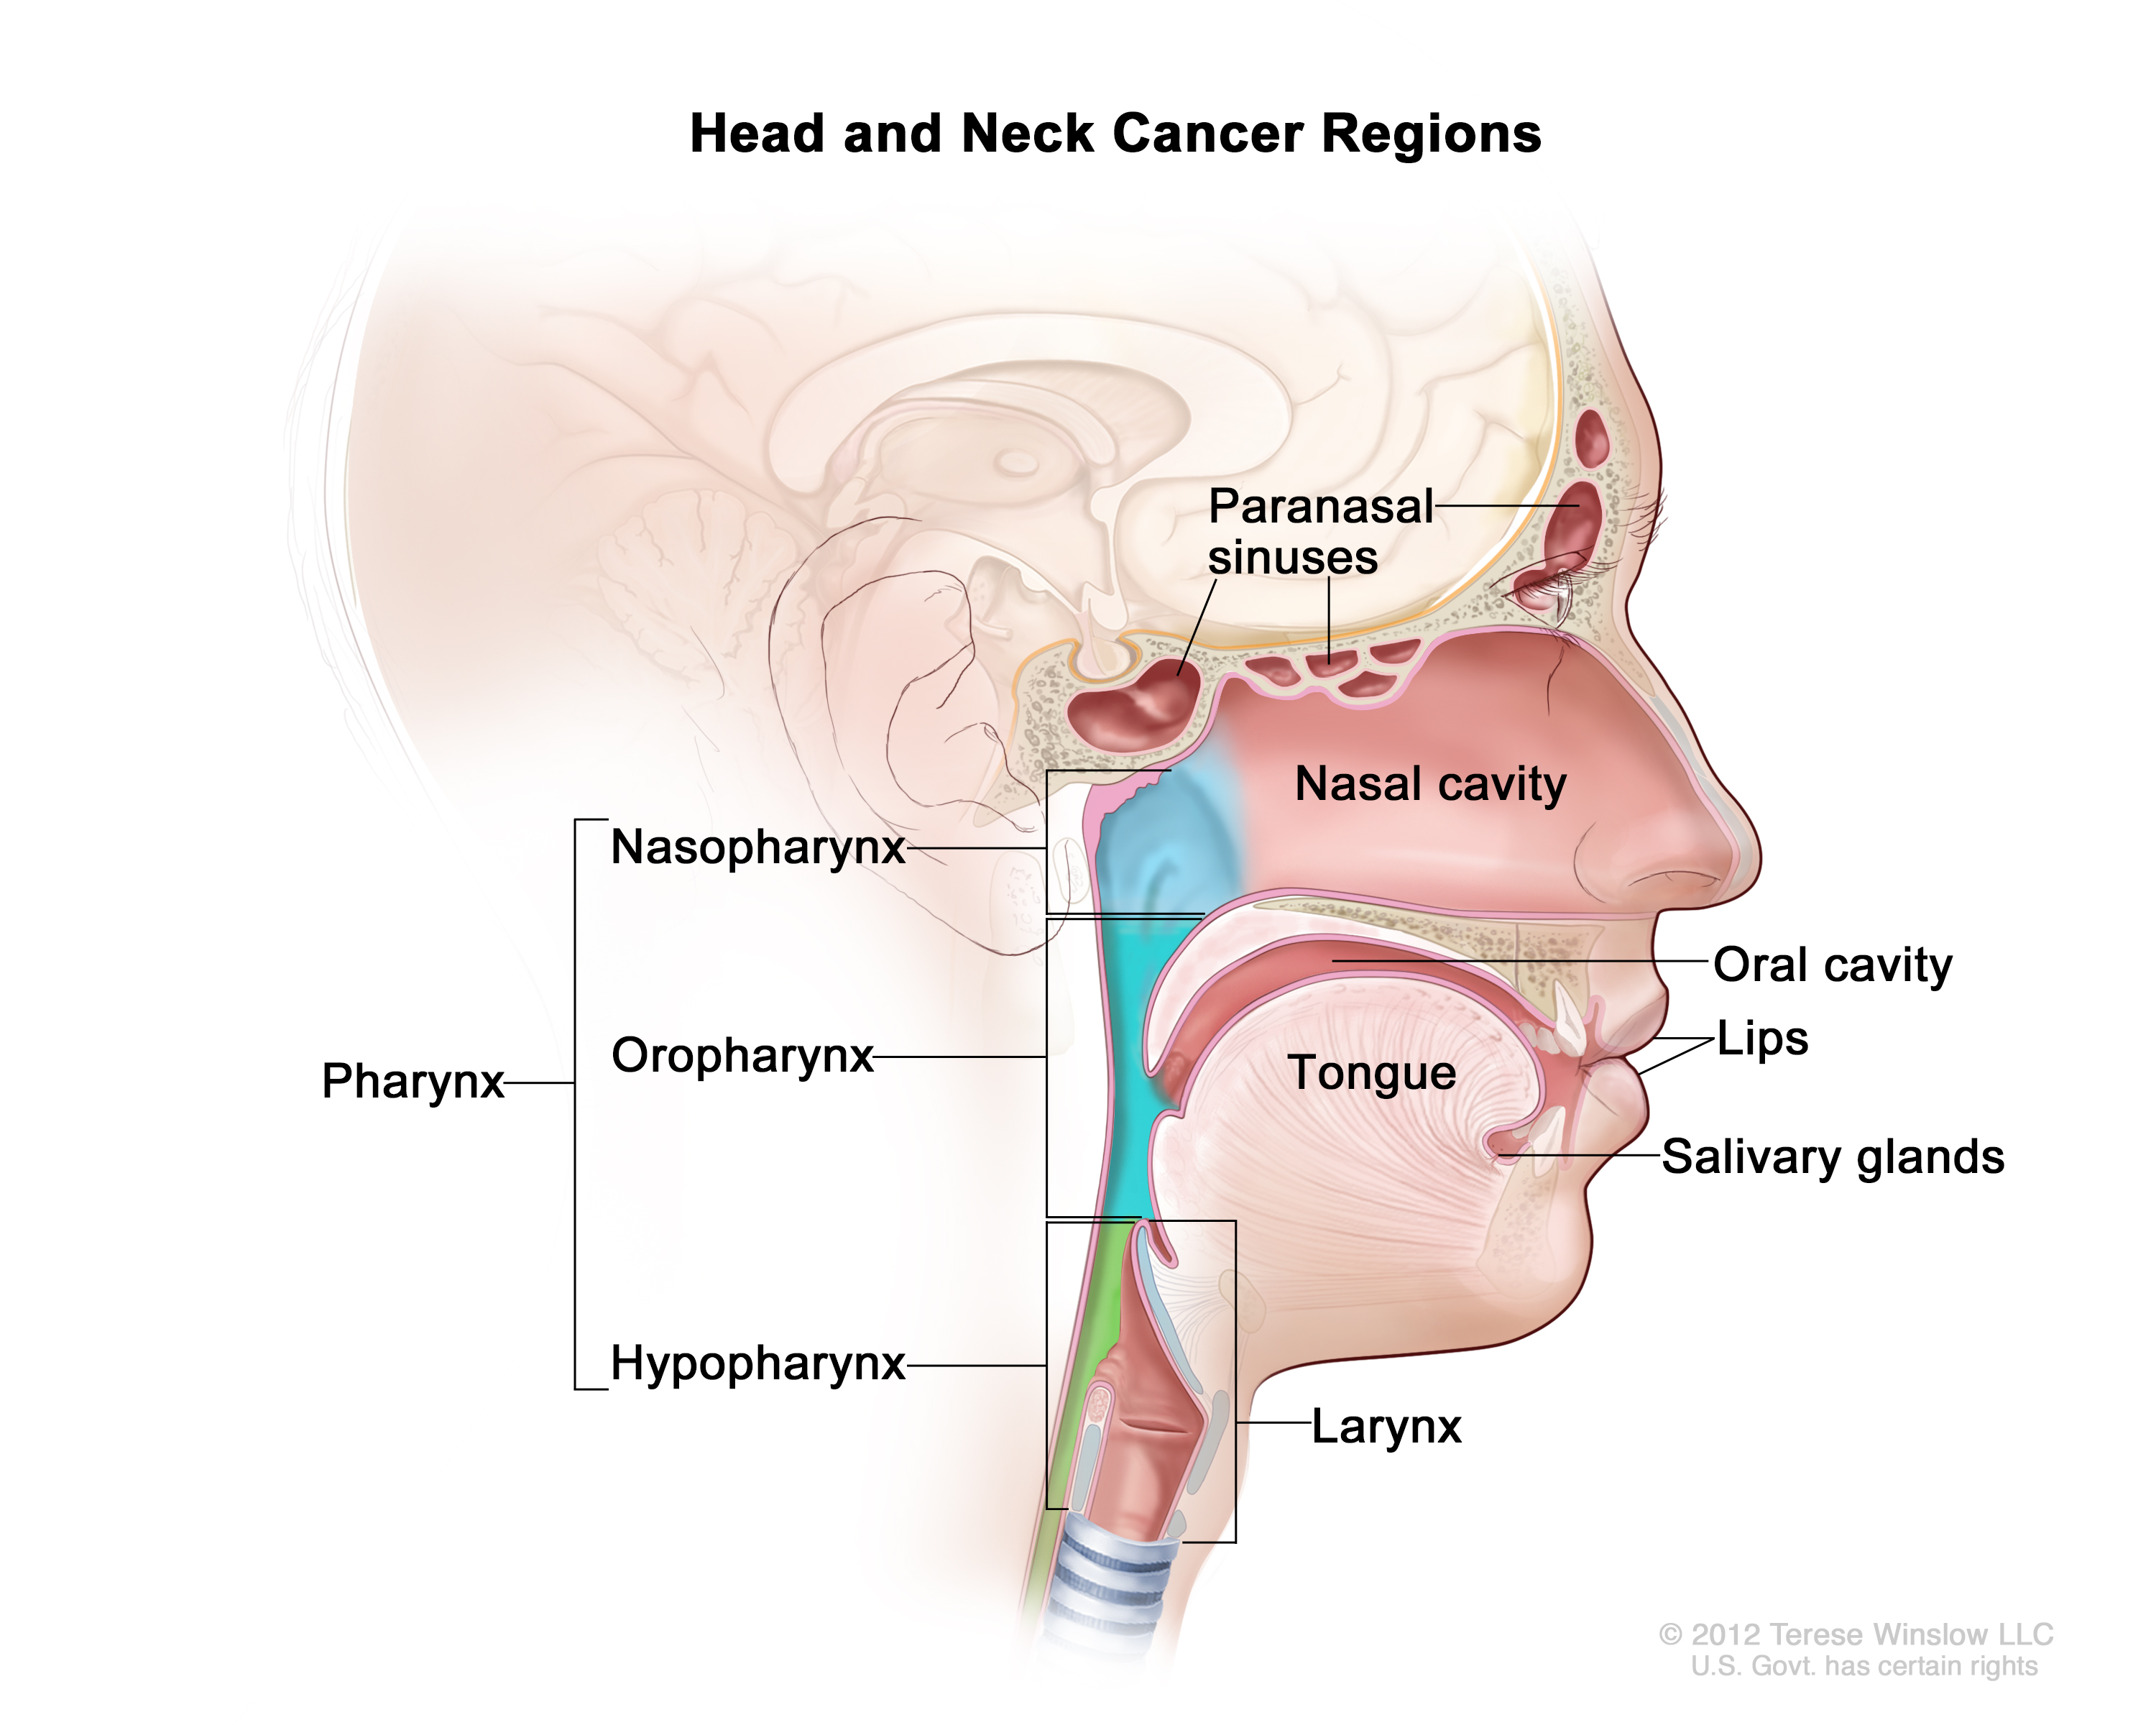 Head and Neck Cancer Regions
Paranasal
sinuses
Nasal cavity
Nasopharynx
Oral cavity
Lips
Oropharynx
Tongue
Pharynx
Salivary glands
Hypopharynx
Larynx
© 2012 Terese Winslow LLC
U.S. Govt. has certain rights